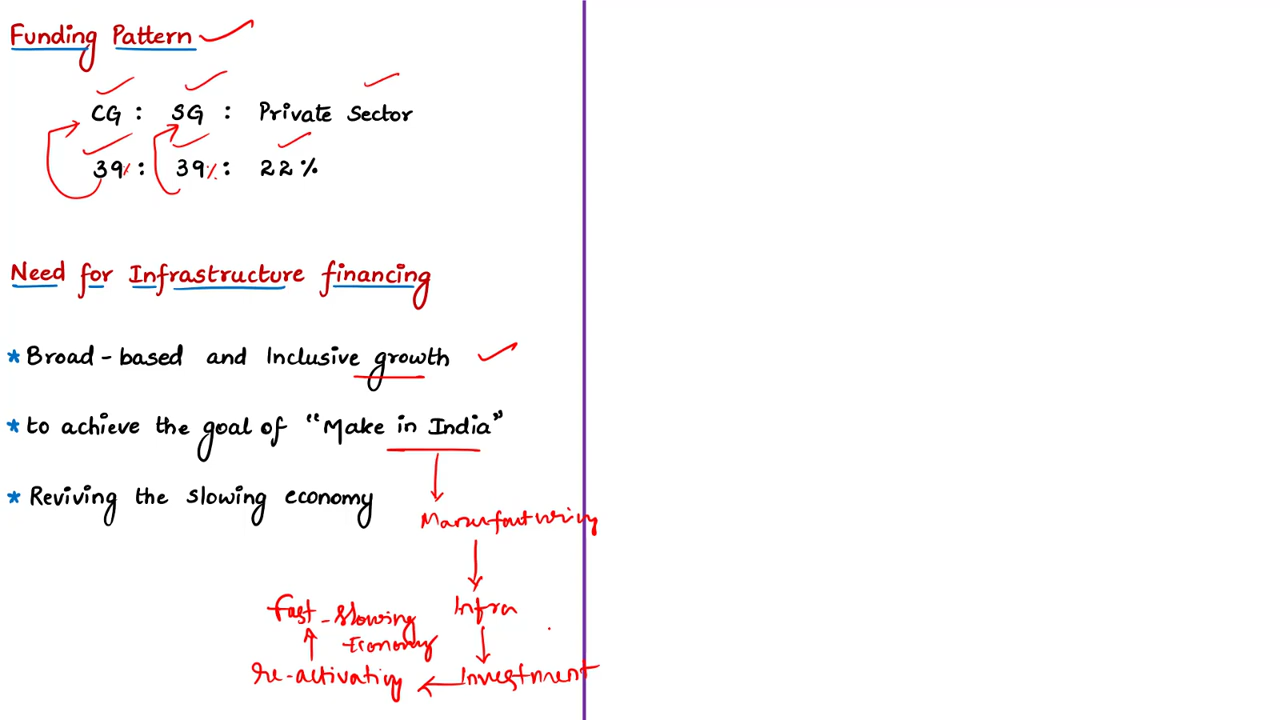 Funding Pattern
CG : SG : Private Sector
39% : 39% : 22%
Need for Infrastructure financing
* Broad-based and Inclusive growth
* to achieve the goal of "Make in India"
* Reviving the slowing economy
Manufacturing
Infra
Investment
re-activating
fast - slowing
Economy